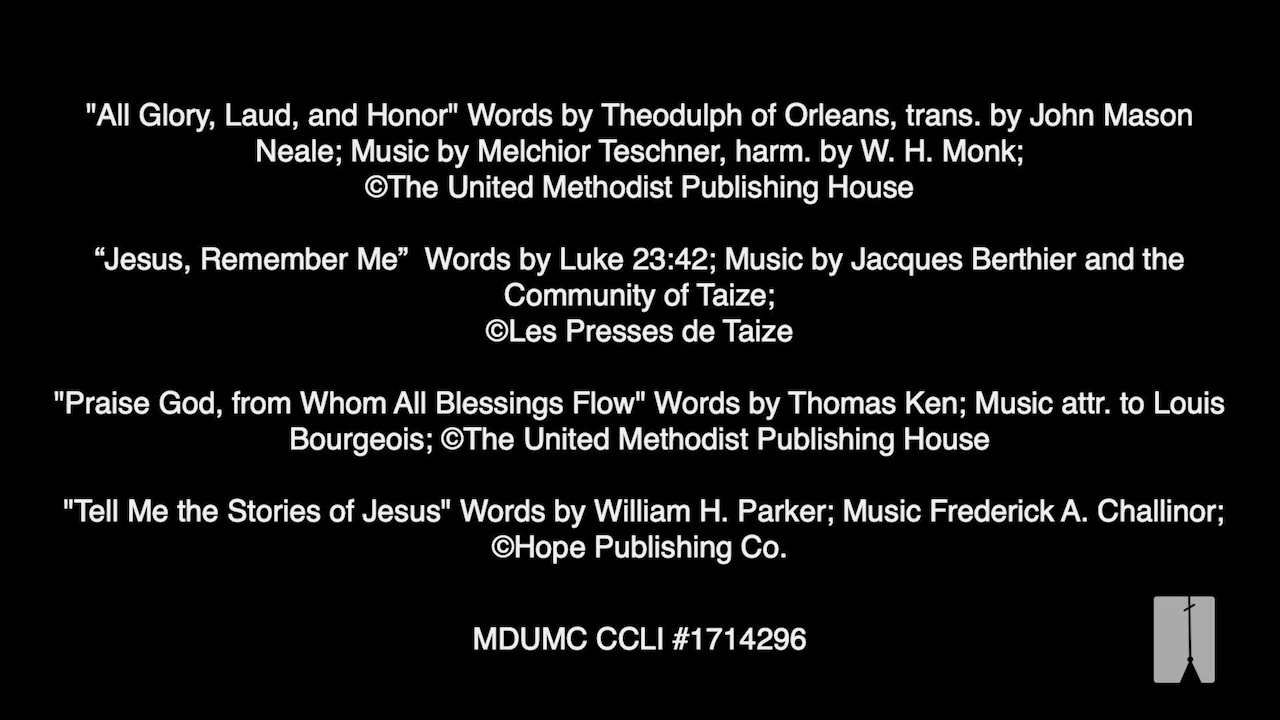 "All Glory, Laud, and Honor" Words by Theodulph of Orleans, trans. by John Mason
Neale; Music by Melchior Teschner, harm. by W. H. Monk;
©The United Methodist Publishing House
“Jesus, Remember Me”  Words by Luke 23:42; Music by Jacques Berthier and the
Community of Taize;
©Les Presses de Taize
"Praise God, from Whom All Blessings Flow" Words by Thomas Ken; Music attr. to Louis
Bourgeois; ©The United Methodist Publishing House
"Tell Me the Stories of Jesus" Words by William H. Parker; Music Frederick A. Challinor;
©Hope Publishing Co.
MDUMC CCLI #1714296